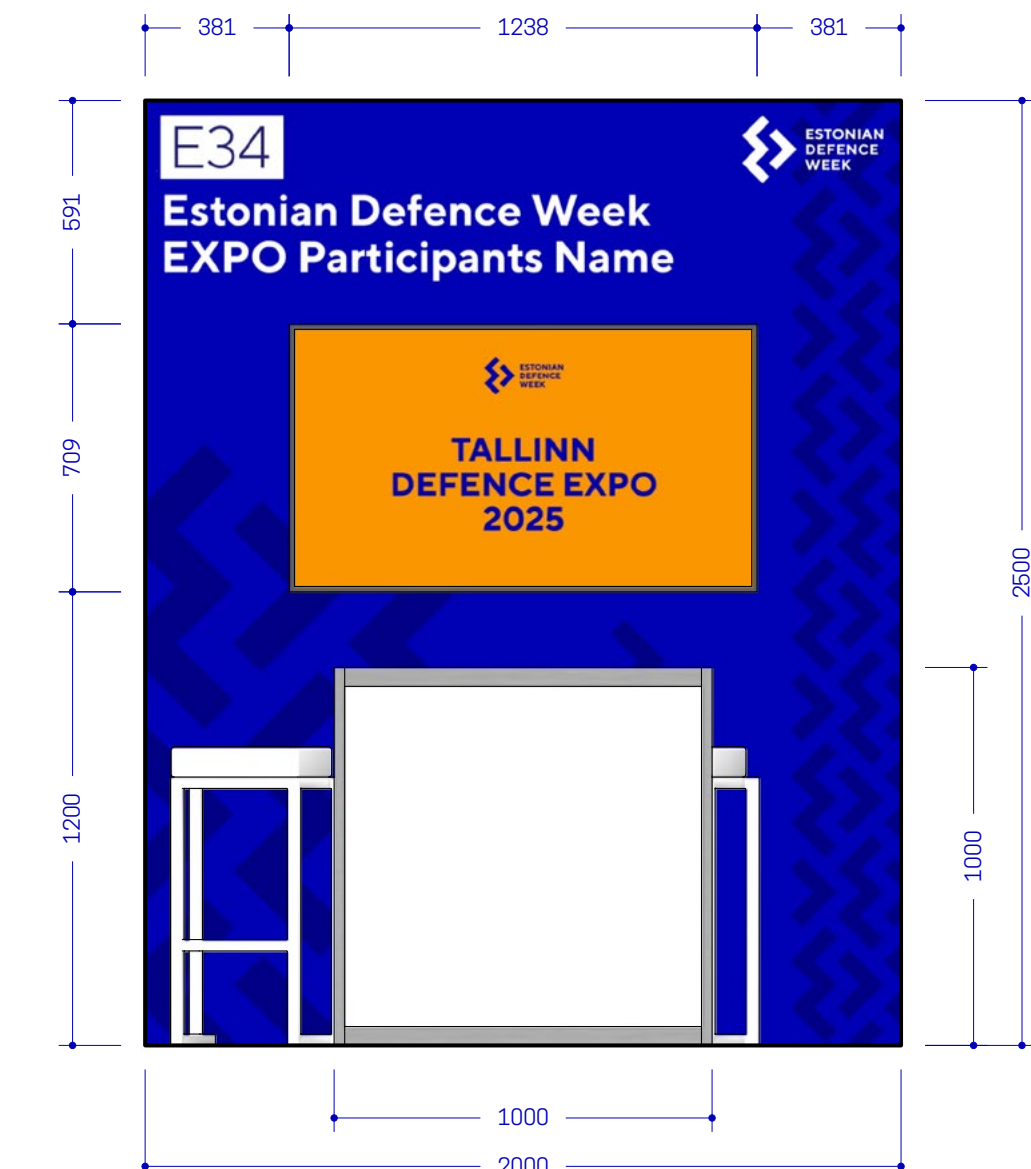 381
1238
381
E34
ESTONIAN
DEFENCE
WEEK
591
Estonian Defence Week
EXPO Participants Name
ESTONIAN
DEFENCE
WEEK
709
TALLINN
DEFENCE EXPO
2025
2500
1200
1000
1000
2000